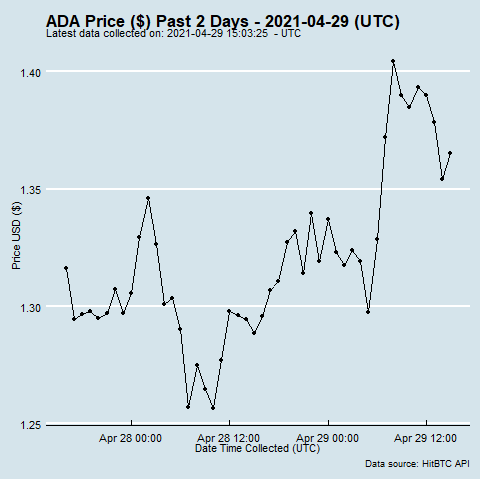 ADA Price ($) Past 2 Days - 2021-04-29 (UTC)
Latest data collected on: 2021-04-29 15:03:25 - UTC
1.40
1.35
1.30
1.25
Price USD ($)
Apr 28 00:00 Apr 28 12:00 Apr 29 00:00 Apr 29 12:00
Date Time Collected (UTC)
Data source: HitBTC API